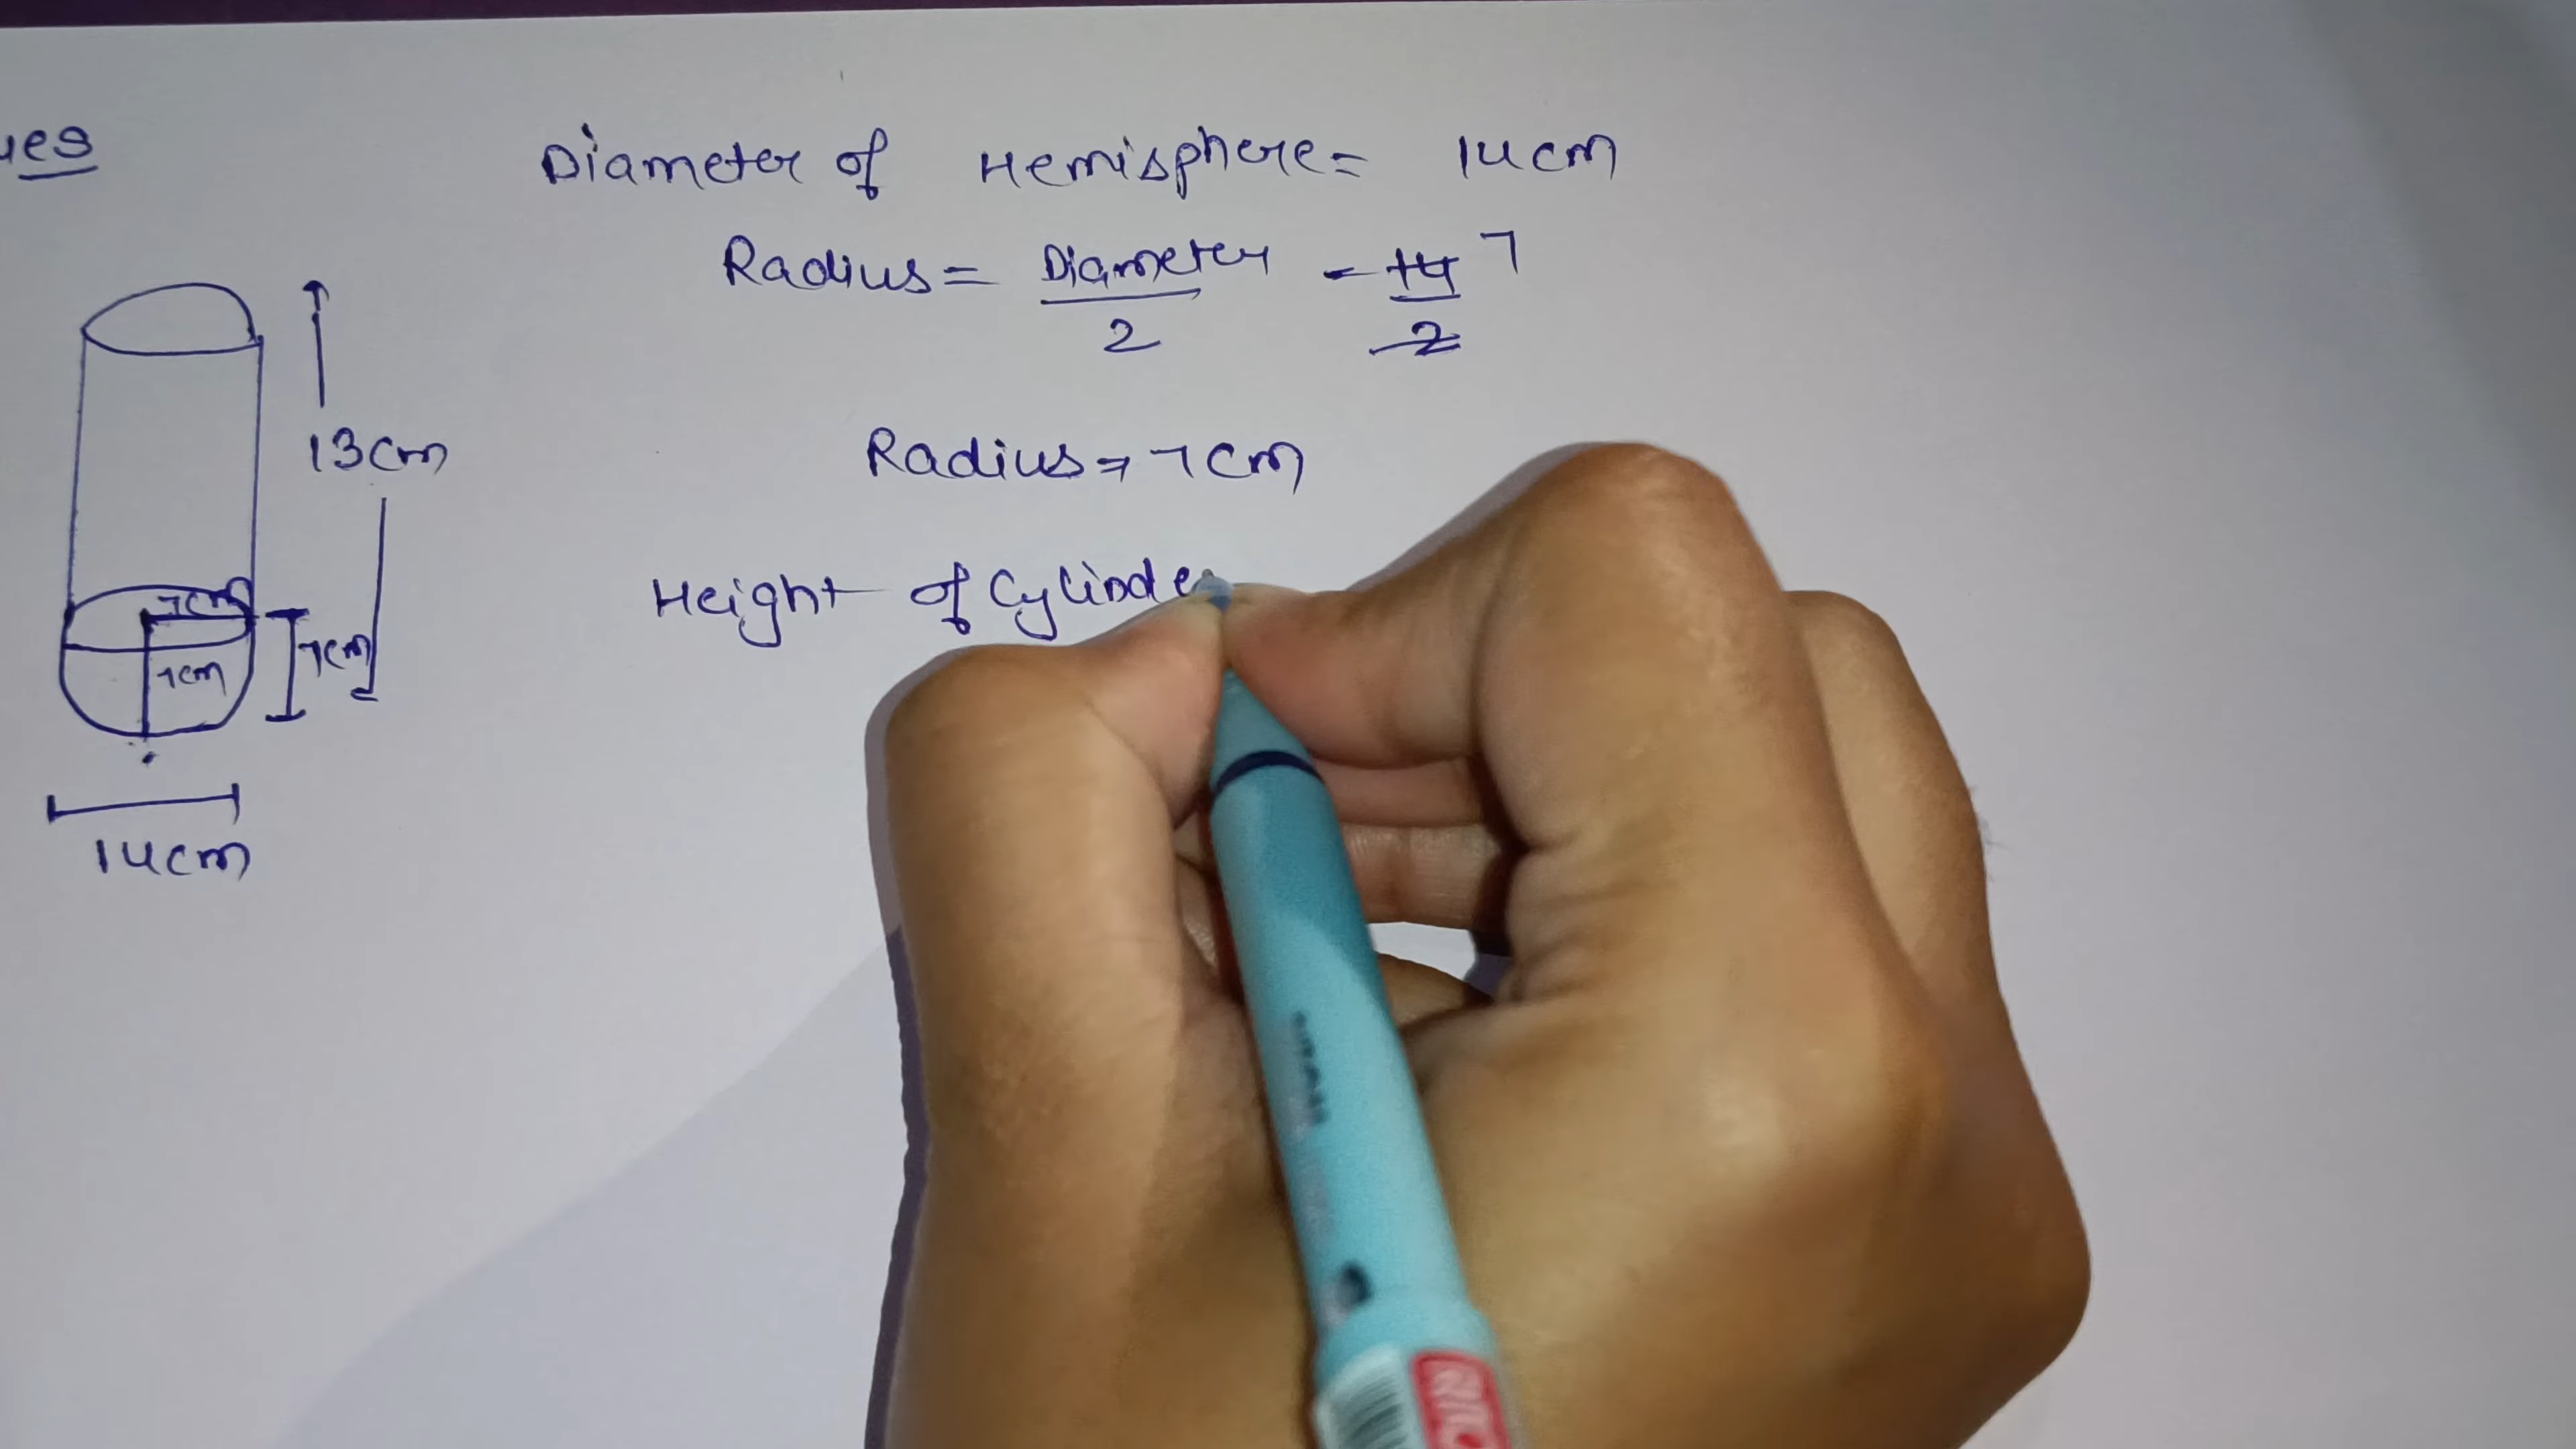 Diameter of Hemisphere = 14cm
Radius = Diameter/2 = 14/2 7
Radius = 7cm
Height of Cylinde
13cm
7cm
7cm
7cm
14cm